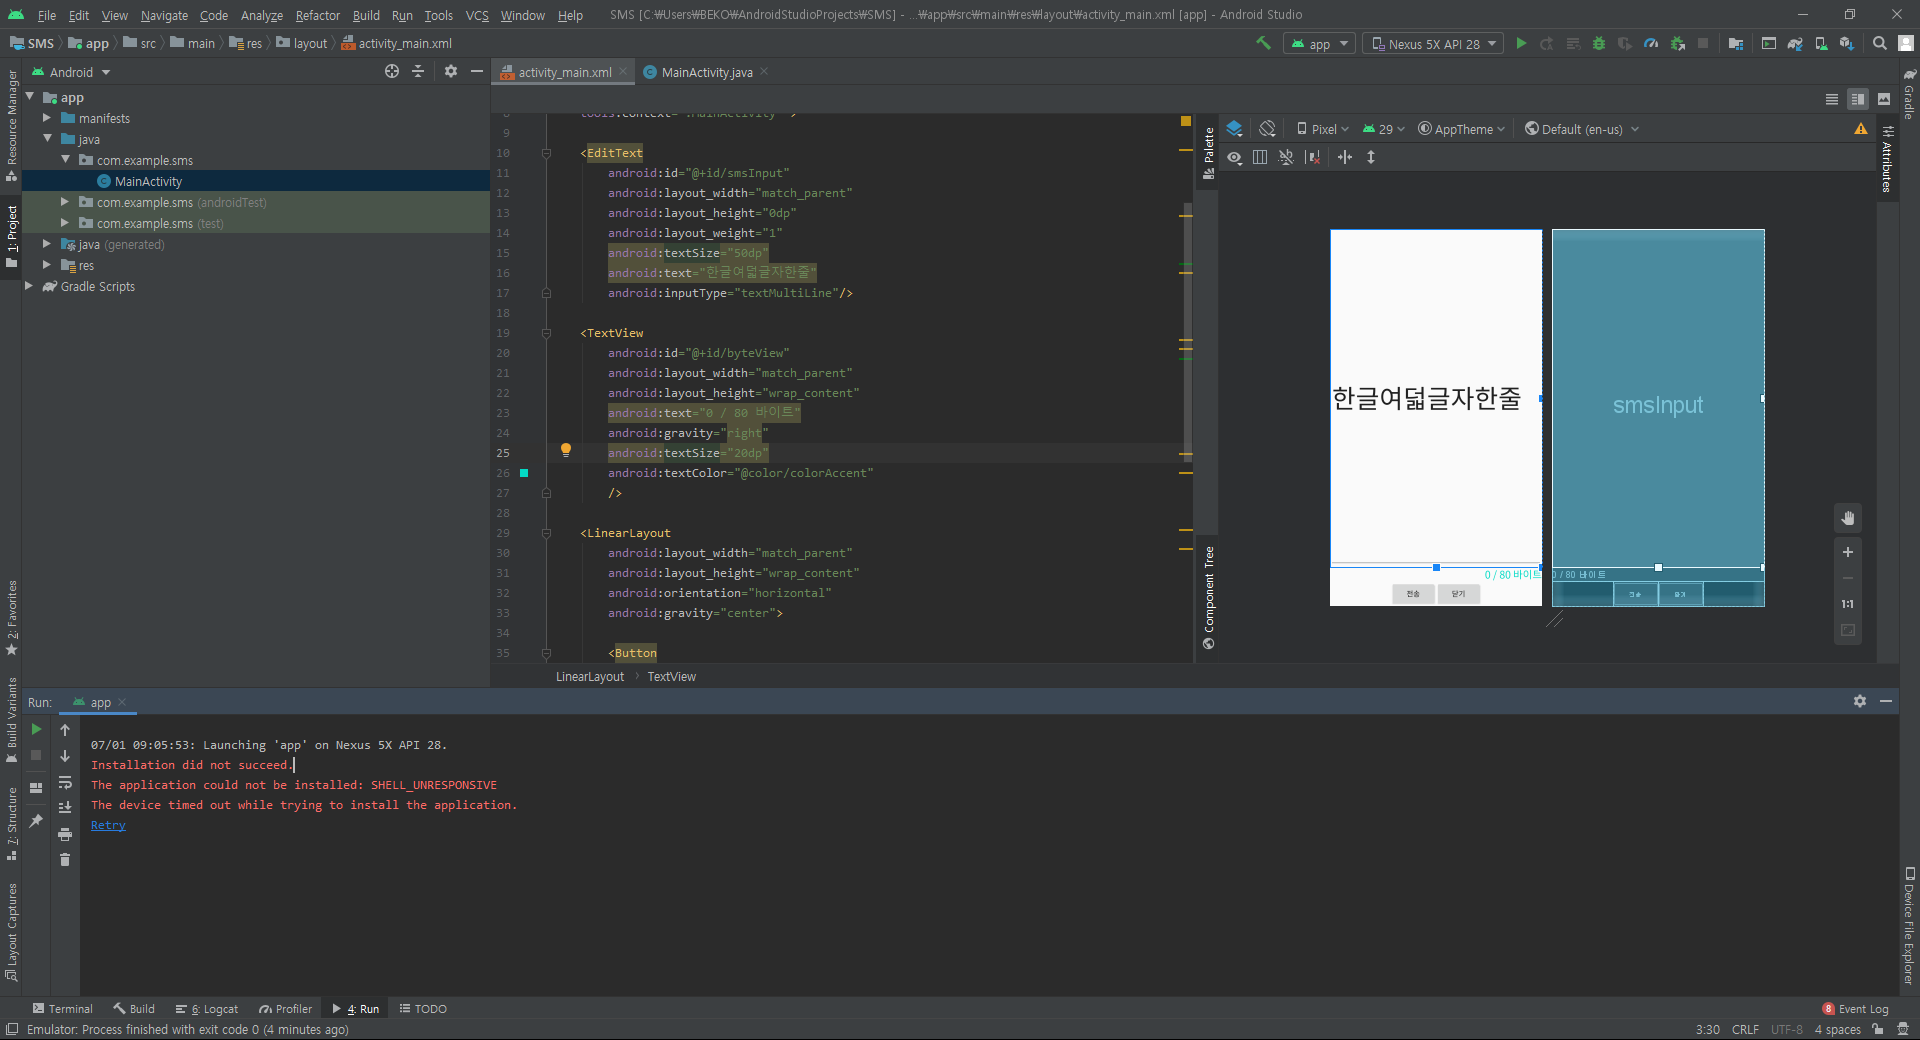 File Edit View Navigate Code Analyze Refactor Build Run Tools VCS Window Help SMS [C:₩Users₩BEKO₩AndroidStudioProjects₩SMS] - ...₩app₩src₩main₩res₩layout₩activity_main.xml [app] - Android Studio
SMS app src main res layout activity_main.xml app Nexus 5X API 28
Android
activity_main.xml MainActivity.java
app
manifests
java
com.example.sms
MainActivity
com.example.sms (androidTest)
com.example.sms (test)
java (generated)
res
Gradle Scripts
Resource Manager
1: Project
2: Favorites
Build Variants
7: Structure
Layout Captures
8 tools:context=".MainActivity">
9
10 <EditText
11 android:id="@+id/smsInput"
12 android:layout_width="match_parent"
13 android:layout_height="0dp"
14 android:layout_weight="1"
15 android:textSize="50dp"
16 android:text="한글여덟글자한줄"
17 android:inputType="textMultiLine"/>
18
19 <TextView
20 android:id="@+id/byteView"
21 android:layout_width="match_parent"
22 android:layout_height="wrap_content"
23 android:text="0 / 80 바이트"
24 android:gravity="right"
25 android:textSize="20dp"
26 android:textColor="@color/colorAccent"
27 />
28
29 <LinearLayout
30 android:layout_width="match_parent"
31 android:layout_height="wrap_content"
32 android:orientation="horizontal"
33 android:gravity="center">
34
35 <Button
LinearLayout TextView
Palette
Component Tree
Pixel 29 AppTheme Default (en-us)
한글여덟글자한줄
0 / 80 바이트
전송 닫기
smsInput
0 / 80 바이트
전송 닫기
1:1
Attributes
Gradle
Device File Explorer
Run: app
07/01 09:05:53: Launching 'app' on Nexus 5X API 28.
Installation did not succeed.
The application could not be installed: SHELL_UNRESPONSIVE
The device timed out while trying to install the application.
Retry
Terminal Build 6: Logcat Profiler 4: Run TODO 8 Event Log
Emulator: Process finished with exit code 0 (4 minutes ago) 3:30 CRLF UTF-8 4 spaces